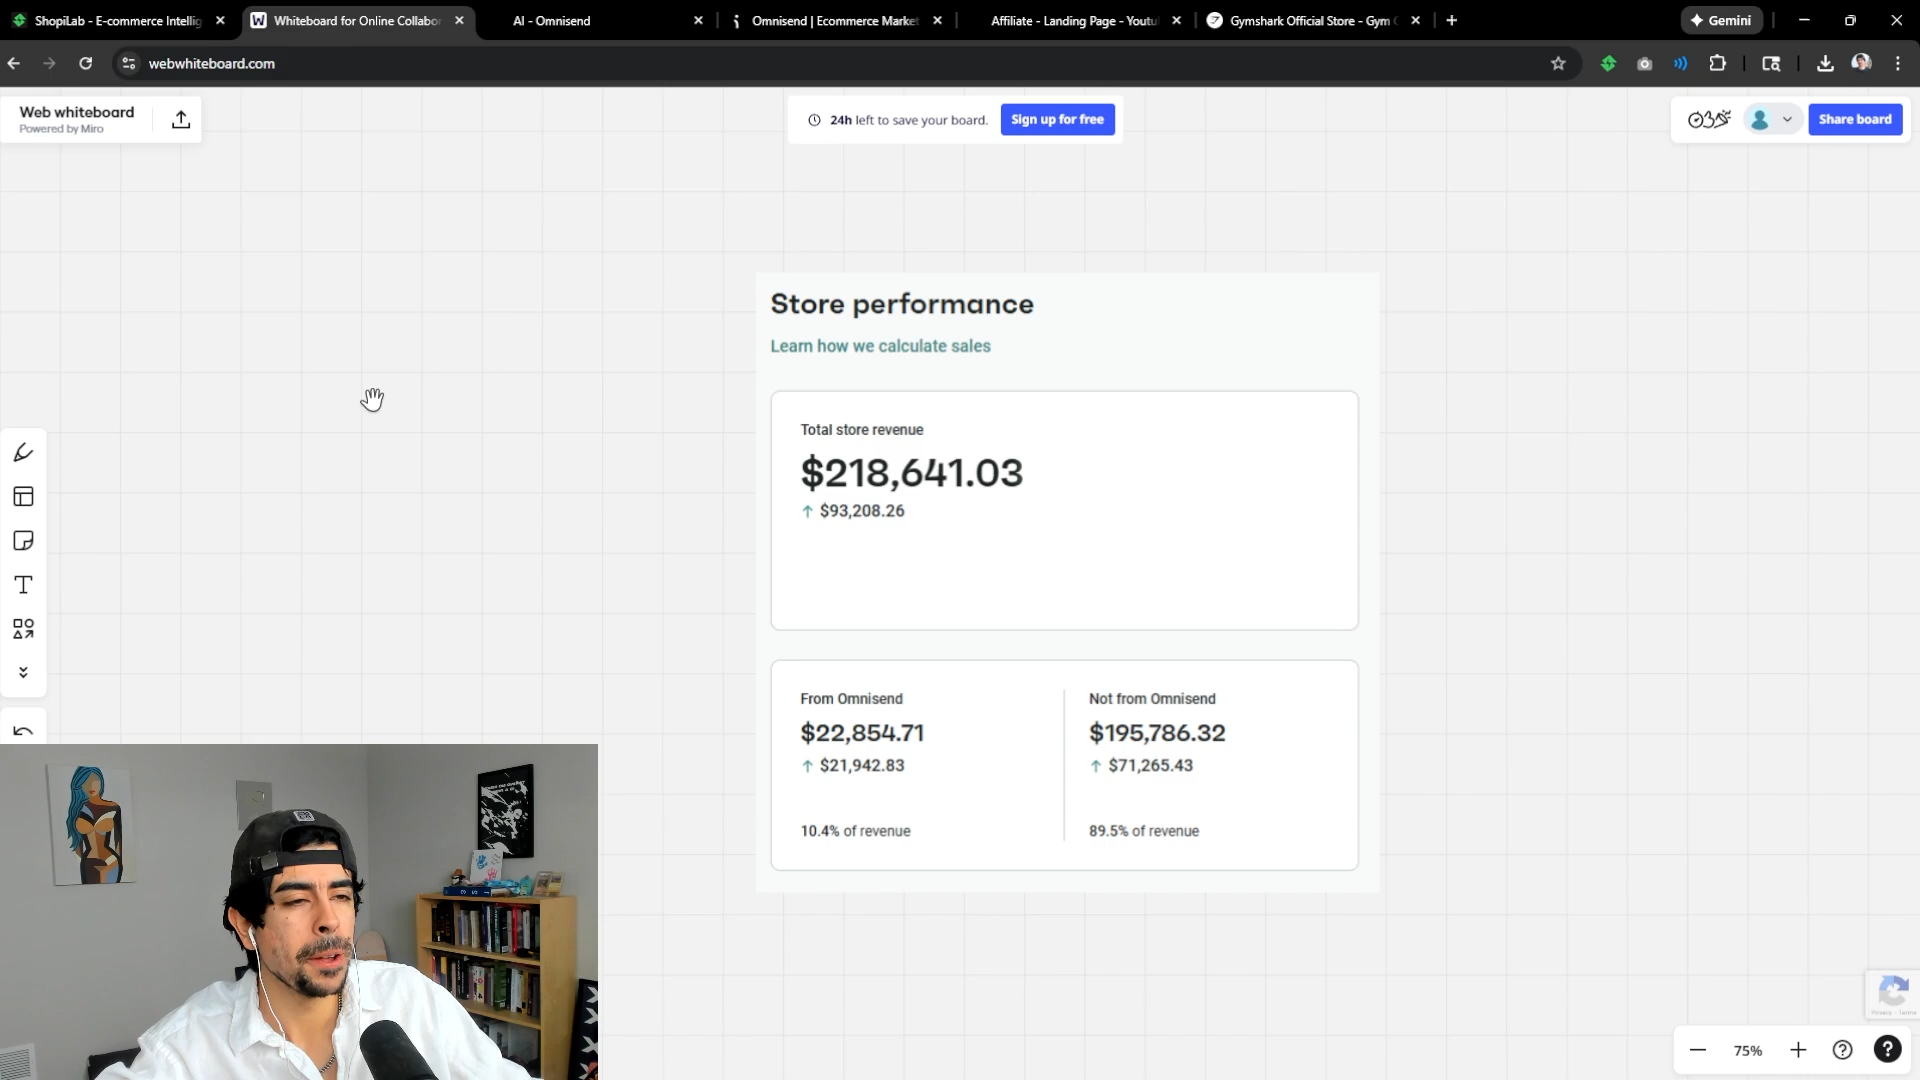 ShopiLab - E-commerce Intellig
Whiteboard for Online Collabor
AI - Omnisend
Omnisend | Ecommerce Market
Affiliate - Landing Page - Youtu
Gymshark Official Store - Gym C
Gemini
webwhiteboard.com
Web whiteboard
Powered by Miro
24h left to save your board.
Sign up for free
Share board
Store performance
Learn how we calculate sales
Total store revenue
$218,641.03
↑ $93,208.26
From Omnisend
$22,854.71
↑ $21,942.83
10.4% of revenue
Not from Omnisend
$195,786.32
↑ $71,265.43
89.5% of revenue
Privacy - Terms
75%